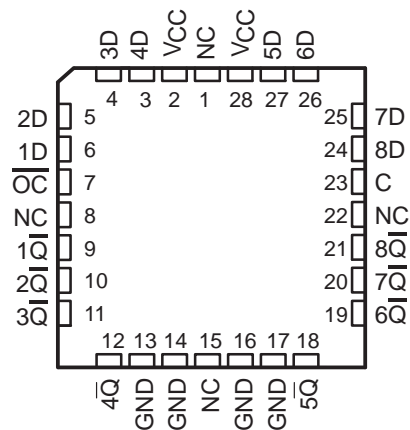 3D 4D VCC NC VCC 5D 6D
4 3 2 1 28 27 26
2D 5 25 7D
1D 6 24 8D
O̅C̅ 7 23 C
NC 8 22 NC
1Q̅ 9 21 8Q̅
2Q̅ 10 20 7Q̅
3Q̅ 11 19 6Q̅
12 13 14 15 16 17 18
4Q̅ GND GND NC GND GND 5Q̅